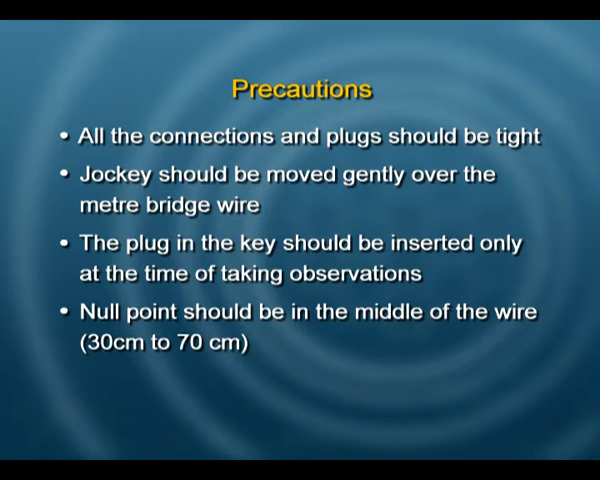 Precautions
• All the connections and plugs should be tight
• Jockey should be moved gently over the
metre bridge wire
• The plug in the key should be inserted only
at the time of taking observations
• Null point should be in the middle of the wire
(30cm to 70 cm)